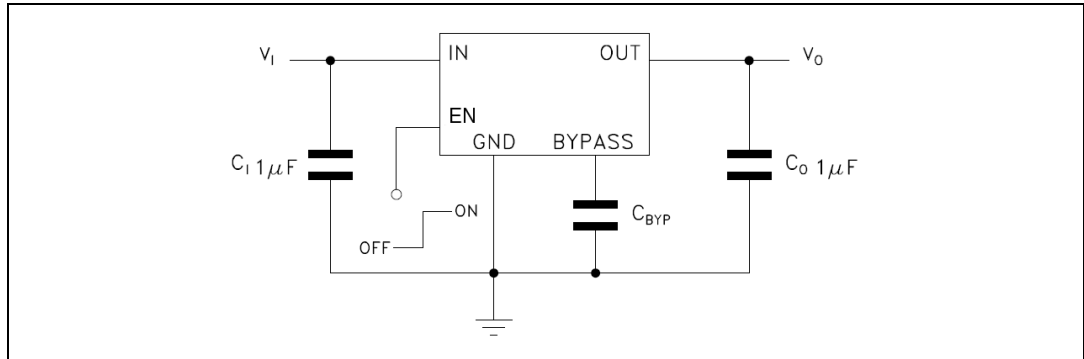 V_I IN OUT V_O
EN
GND BYPASS
C_I 1μF C_O 1μF
C_BYP
ON
OFF